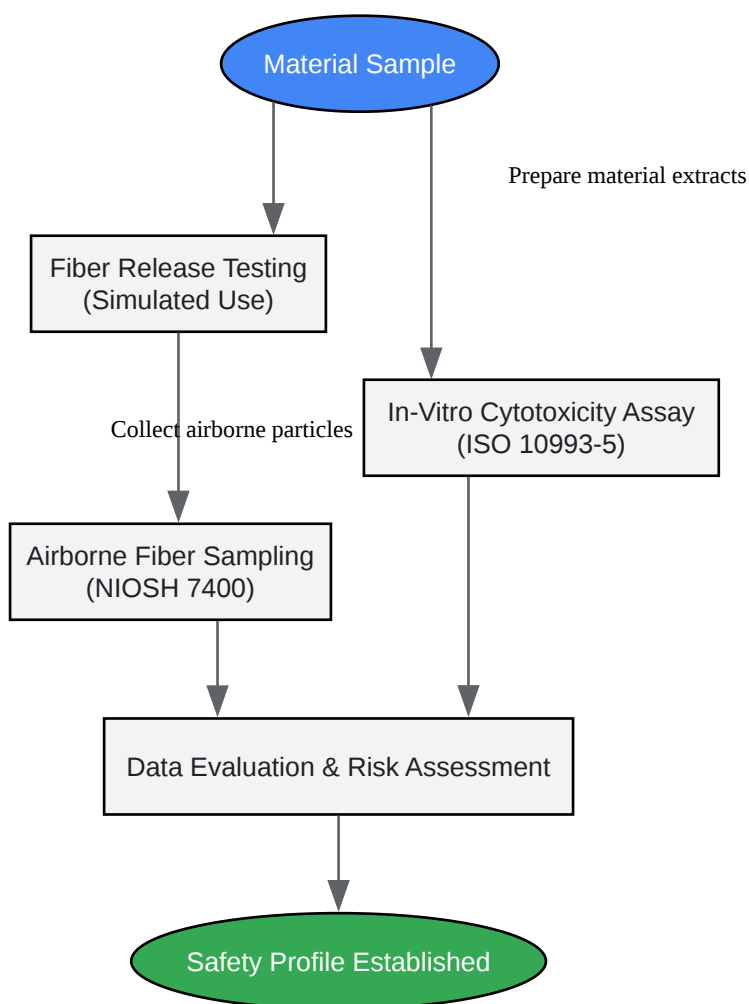 Material Sample
Prepare material extracts
Fiber Release Testing
(Simulated Use)
In-Vitro Cytotoxicity Assay
(ISO 10993-5)
Collect airborne particles
Airborne Fiber Sampling
(NIOSH 7400)
Data Evaluation & Risk Assessment
Safety Profile Established